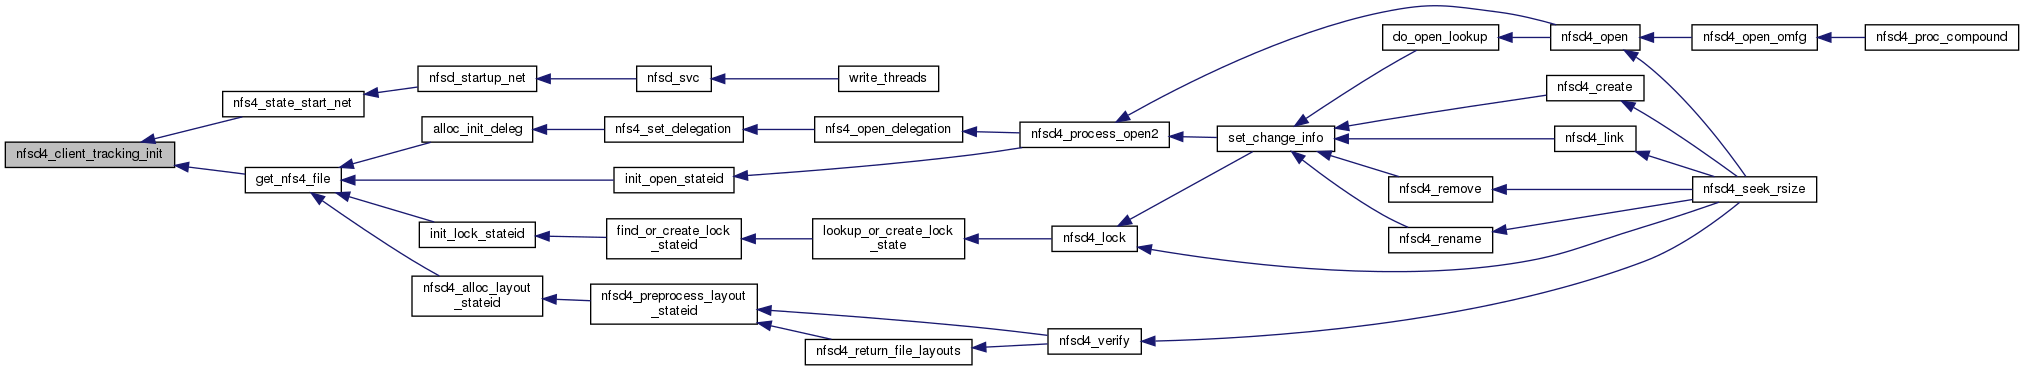 nfsd4_client_tracking_init
nfs4_state_start_net
get_nfs4_file
nfsd_startup_net
alloc_init_deleg
init_lock_stateid
nfsd4_alloc_layout
_stateid
nfsd_svc
nfs4_set_delegation
init_open_stateid
find_or_create_lock
_stateid
nfsd4_preprocess_layout
_stateid
write_threads
nfs4_open_delegation
lookup_or_create_lock
_state
nfsd4_return_file_layouts
nfsd4_process_open2
nfsd4_lock
nfsd4_verify
set_change_info
do_open_lookup
nfsd4_remove
nfsd4_rename
nfsd4_open
nfsd4_create
nfsd4_link
nfsd4_open_omfg
nfsd4_seek_rsize
nfsd4_proc_compound